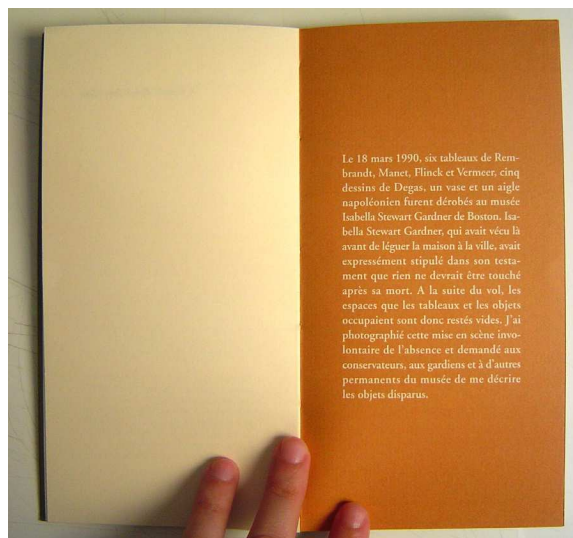 Le 18 mars 1990, six tableaux de Rem-
brandt, Manet, Flinck et Vermeer, cinq
dessins de Degas, un vase et un aigle
napoléonien furent dérobés au musée
Isabella Stewart Gardner de Boston. Isa-
bella Stewart Gardner, qui avait vécu là
avant de léguer la maison à la ville, avait
expressément stipulé dans son testa-
ment que rien ne devrait être touché
après sa mort. A la suite du vol, les
espaces que les tableaux et les objets
occupaient sont donc restés vides. J'ai
photographié cette mise en scène invo-
lontaire de l'absence et demandé aux
conservateurs, aux gardiens et à d'autres
permanents du musée de me décrire
les objets disparus.